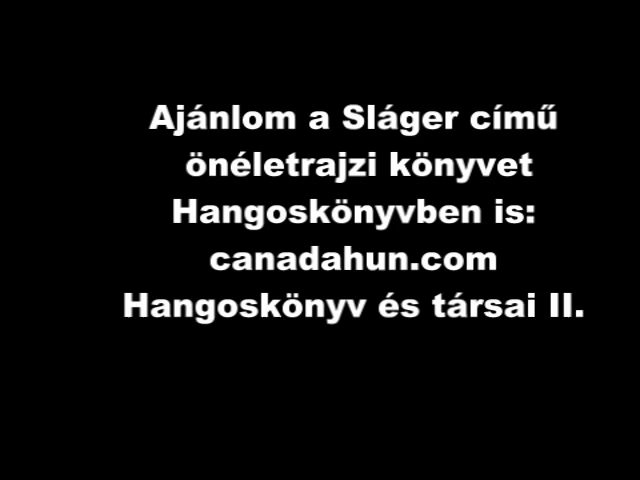 Ajánlom a Sláger című
önéletrajzi könyvet
Hangoskönyvben is:
canadahun.com
Hangoskönyv és társai II.